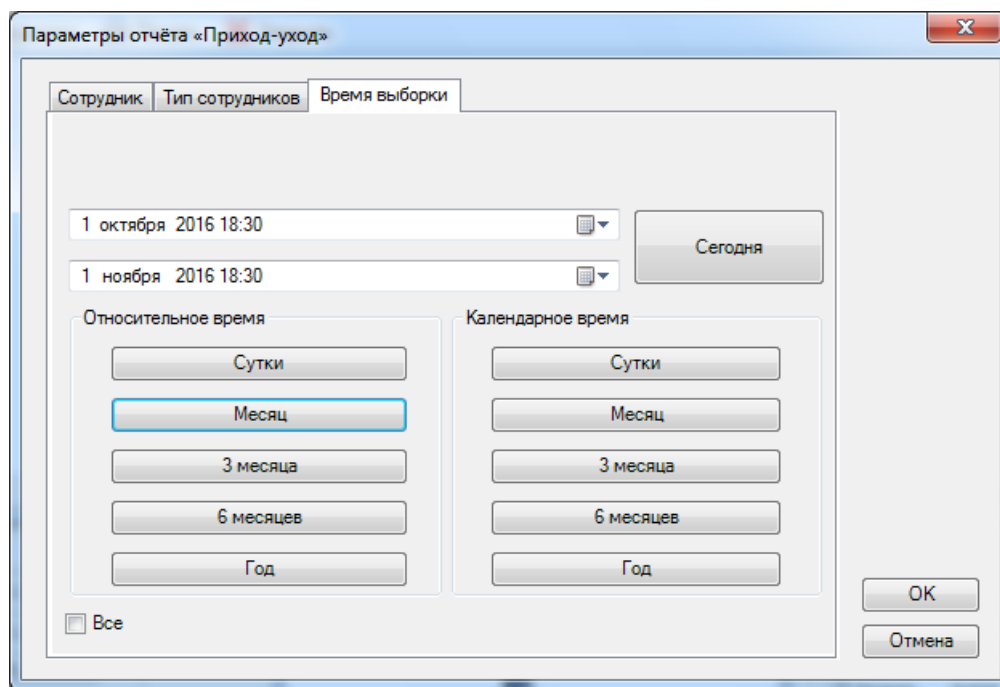 Параметры отчёта «Приход-уход»
Сотрудник Тип сотрудников Время выборки
1 октября 2016 18:30
Сегодня
1 ноября 2016 18:30
Относительное время Календарное время
Сутки Сутки
Месяц Месяц
3 месяца 3 месяца
6 месяцев 6 месяцев
Год Год
Все
OK
Отмена